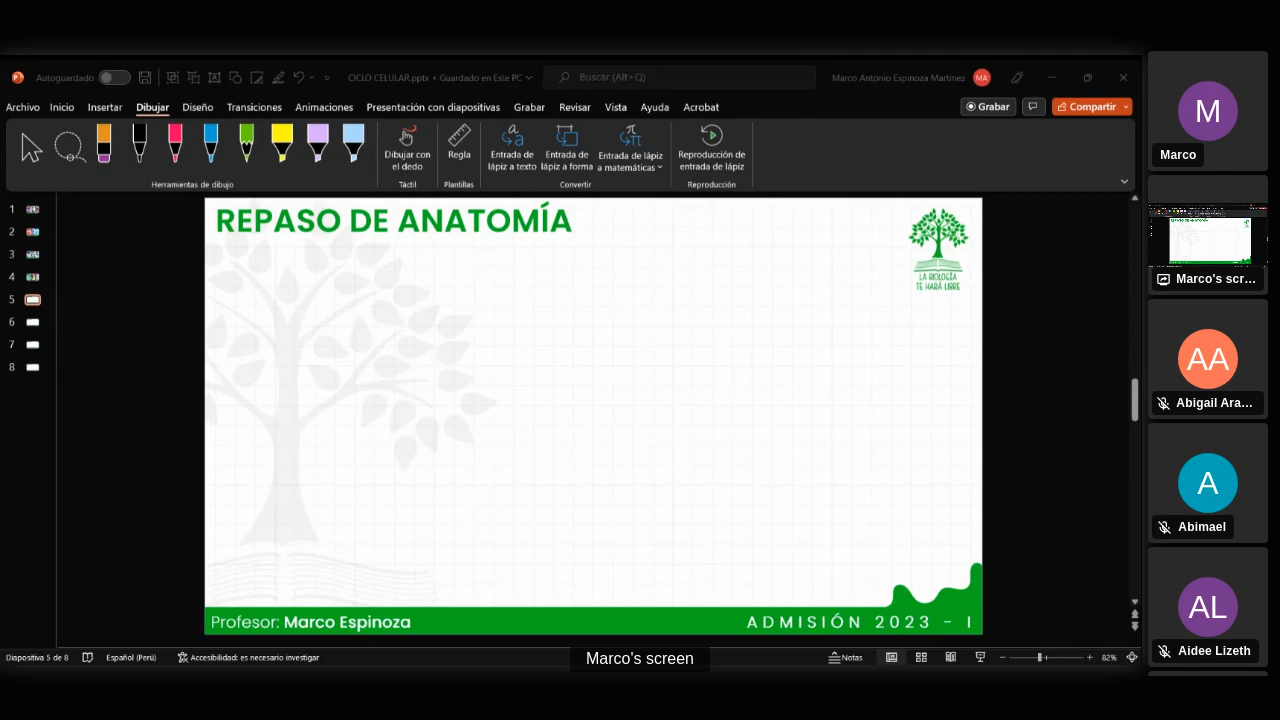 Autoguardado
CICLO CELULAR.pptx • Guardado en Este PC
Buscar (Alt+Q)
Marco Antonio Espinoza Martinez
MA
Archivo Inicio Insertar Dibujar Diseño Transiciones Animaciones Presentación con diapositivas Grabar Revisar Vista Ayuda Acrobat
Grabar
Compartir
Dibujar con el dedo
Regla
Entrada de lápiz a texto
Entrada de lápiz a forma
Entrada de lápiz a matemáticas
Reproducción de entrada de lápiz
Herramientas de dibujo
Táctil
Plantillas
Convertir
Reproducción
1
2
3
4
5
6
7
8
REPASO DE ANATOMÍA
LA BIOLOGÍA
TE HARÁ LIBRE
Profesor: Marco Espinoza
ADMISIÓN 2023 - I
Diapositiva 5 de 8
Español (Perú)
Accesibilidad: es necesario investigar
Notas
82%
Marco's screen
M
Marco
Marco's scr...
AA
Abigail Ara...
A
Abimael
AL
Aidee Lizeth